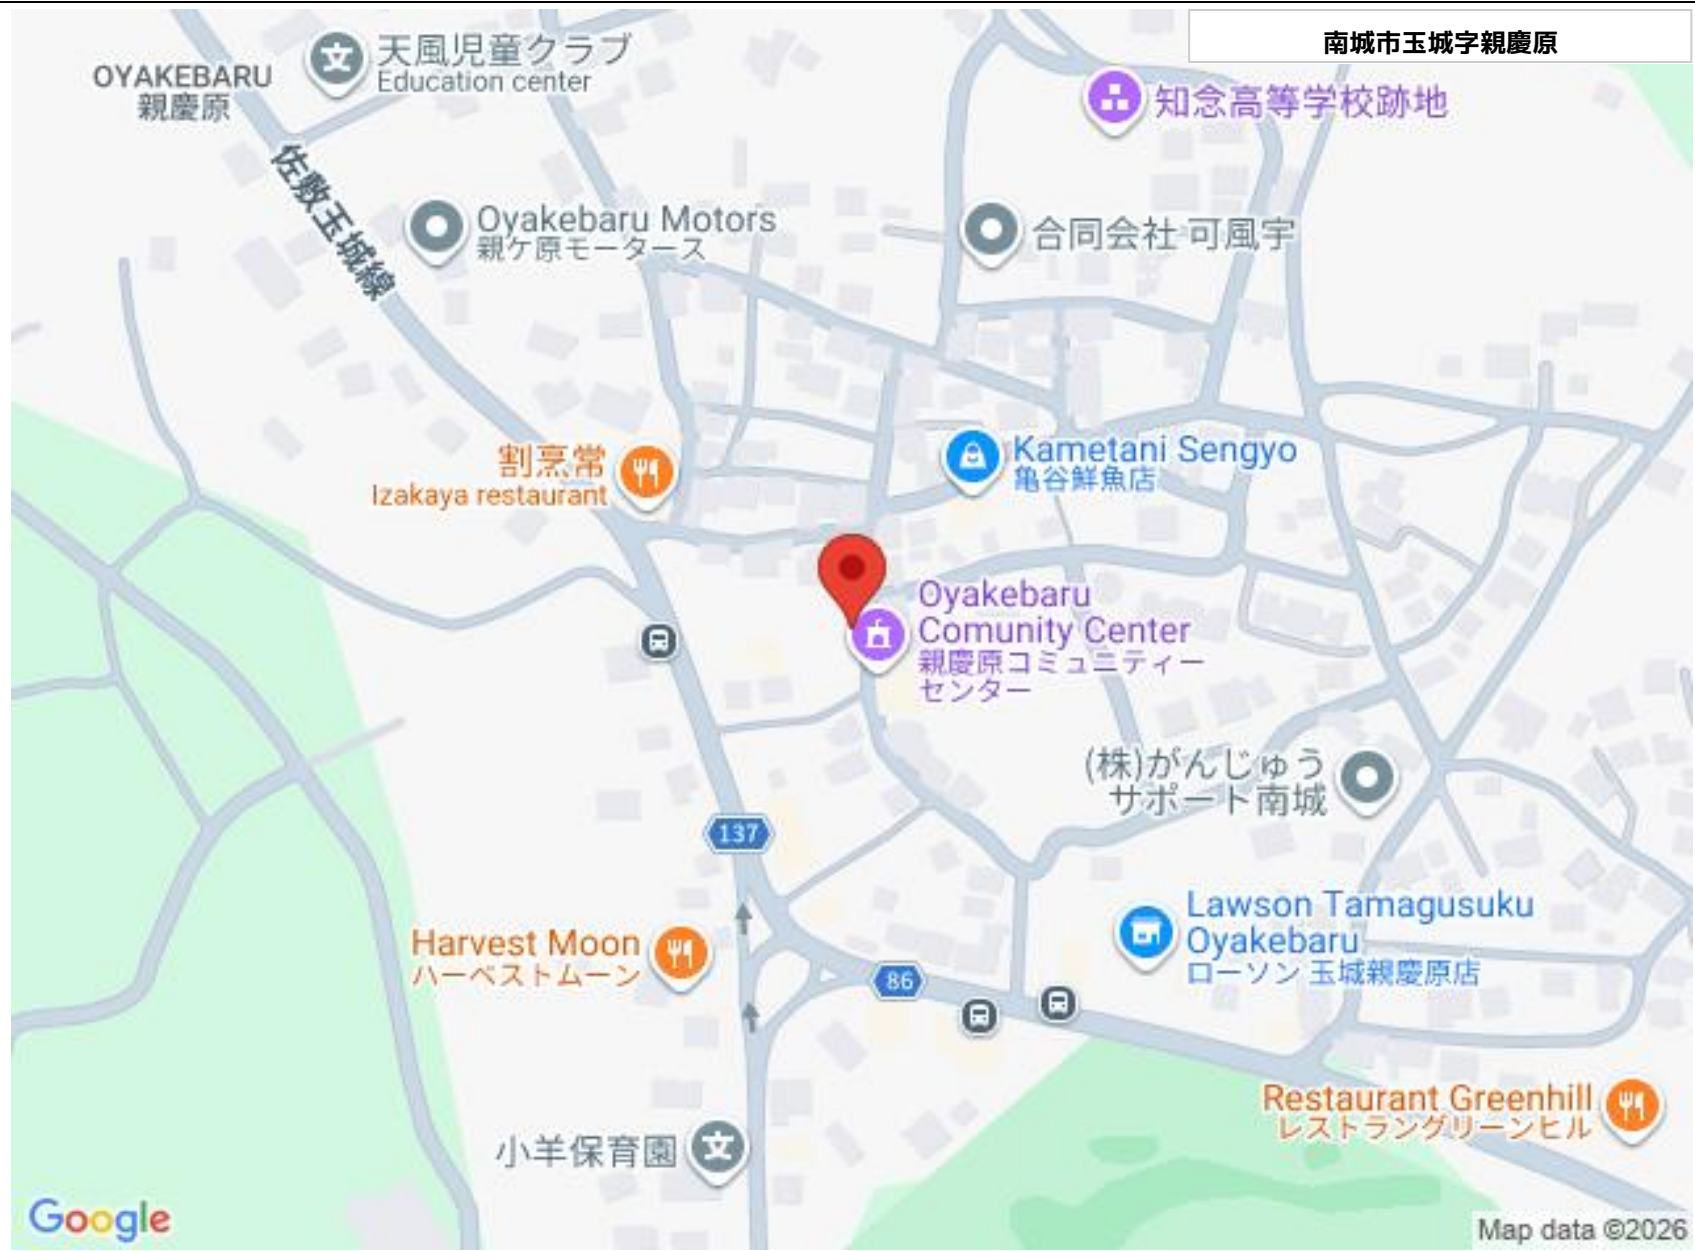 南城市玉城字親慶原
天風児童クラブ
Education center
OYAKEBARU
親慶原
知念高等学校跡地
佐敷玉城線
Oyakebaru Motors
親ケ原モータース
合同会社 可風宇
割烹常
Izakaya restaurant
Kametani Sengyo
亀谷鮮魚店
Oyakebaru
Comunity Center
親慶原コミュニティー
センター
(株)がんじゅう
サポート南城
137
Harvest Moon
ハーベストムーン
86
Lawson Tamagusuku
Oyakebaru
ローソン 玉城親慶原店
Restaurant Greenhill
レストラングリーンヒル
小羊保育園
Google
Map data ©2026